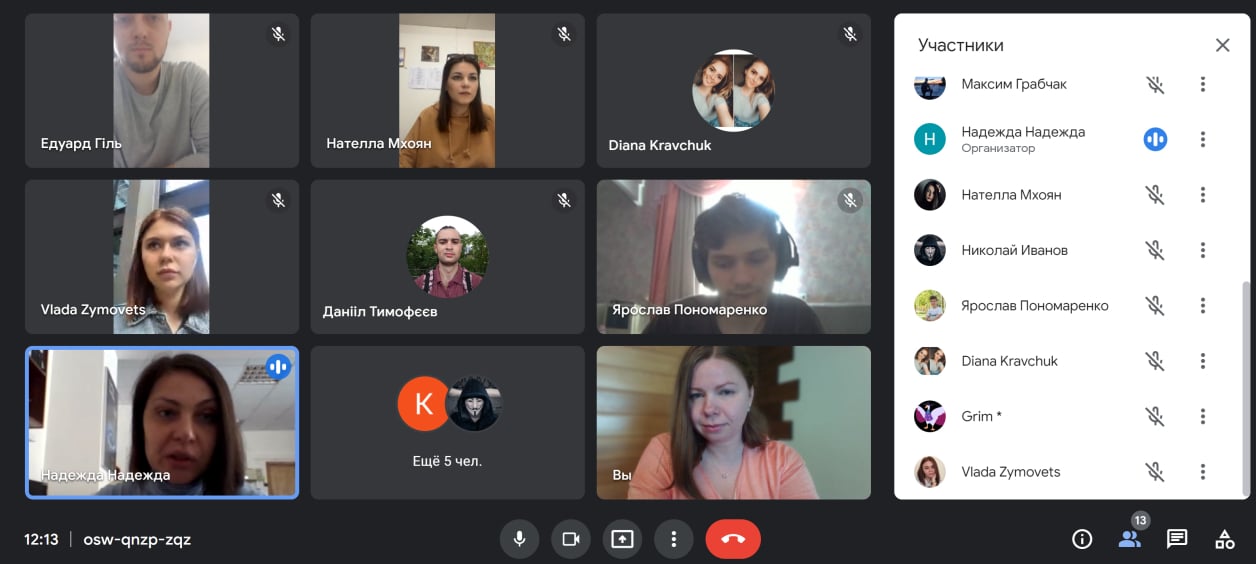 Едуард Гіль
Нателла Мхоян
Diana Kravchuk
Vlada Zymovets
Данііл Тимофєєв
Ярослав Пономаренко
Надежда Надежда
К
Ещё 5 чел.
Вы
Участники
Максим Грабчак
Н
Надежда Надежда
Организатор
Нателла Мхоян
Николай Иванов
Ярослав Пономаренко
Diana Kravchuk
Grim *
Vlada Zymovets
12:13
osw-qnzp-zqz
13